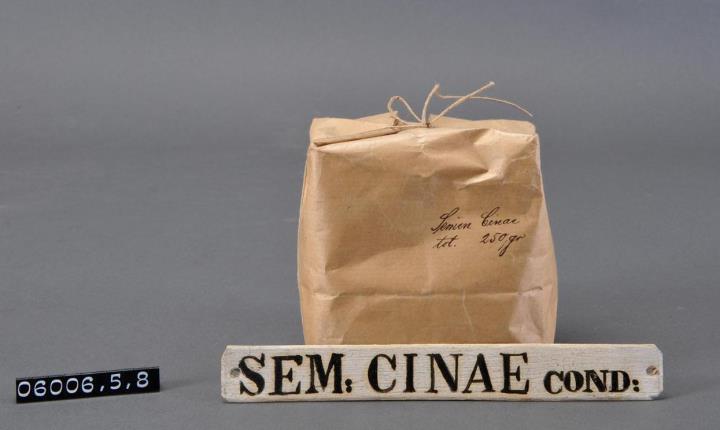 Semen Cinae
tot. 250 gr
SEM: CINAE COND:
06006,5,8